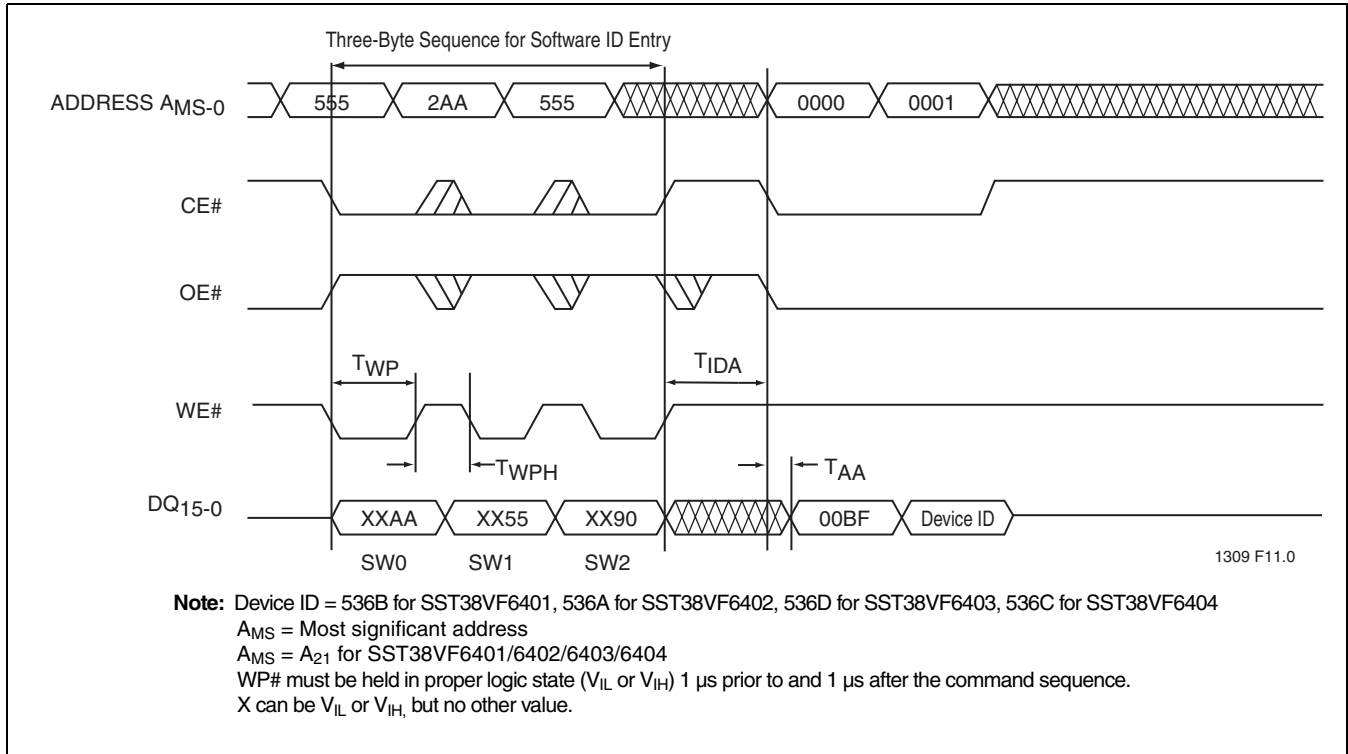 Three-Byte Sequence for Software ID Entry
ADDRESS AMS-0 555 2AA 555 0000 0001
CE#
OE#
TWP TIDA
WE#
TWPH TAA
DQ15-0 XXAA XX55 XX90 00BF Device ID
SW0 SW1 SW2
1309 F11.0
Note: Device ID = 536B for SST38VF6401, 536A for SST38VF6402, 536D for SST38VF6403, 536C for SST38VF6404
AMS = Most significant address
AMS = A21 for SST38VF6401/6402/6403/6404
WP# must be held in proper logic state (VIL or VIH) 1 µs prior to and 1 µs after the command sequence.
X can be VIL or VIH, but no other value.